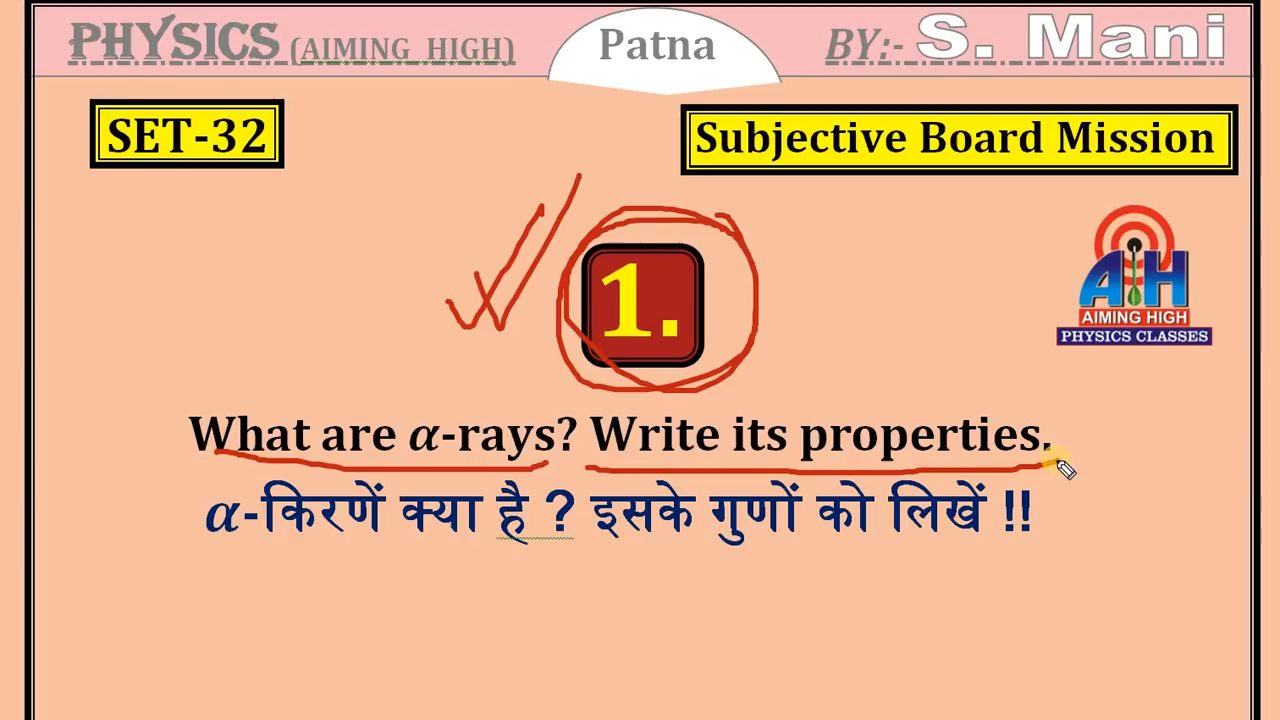 PHYSICS (AIMING HIGH) Patna BY:- S. Mani
SET-32 Subjective Board Mission
1.
AH
AIMING HIGH
PHYSICS CLASSES
What are α-rays? Write its properties.
α-किरणें क्या है ? इसके गुणों को लिखें !!